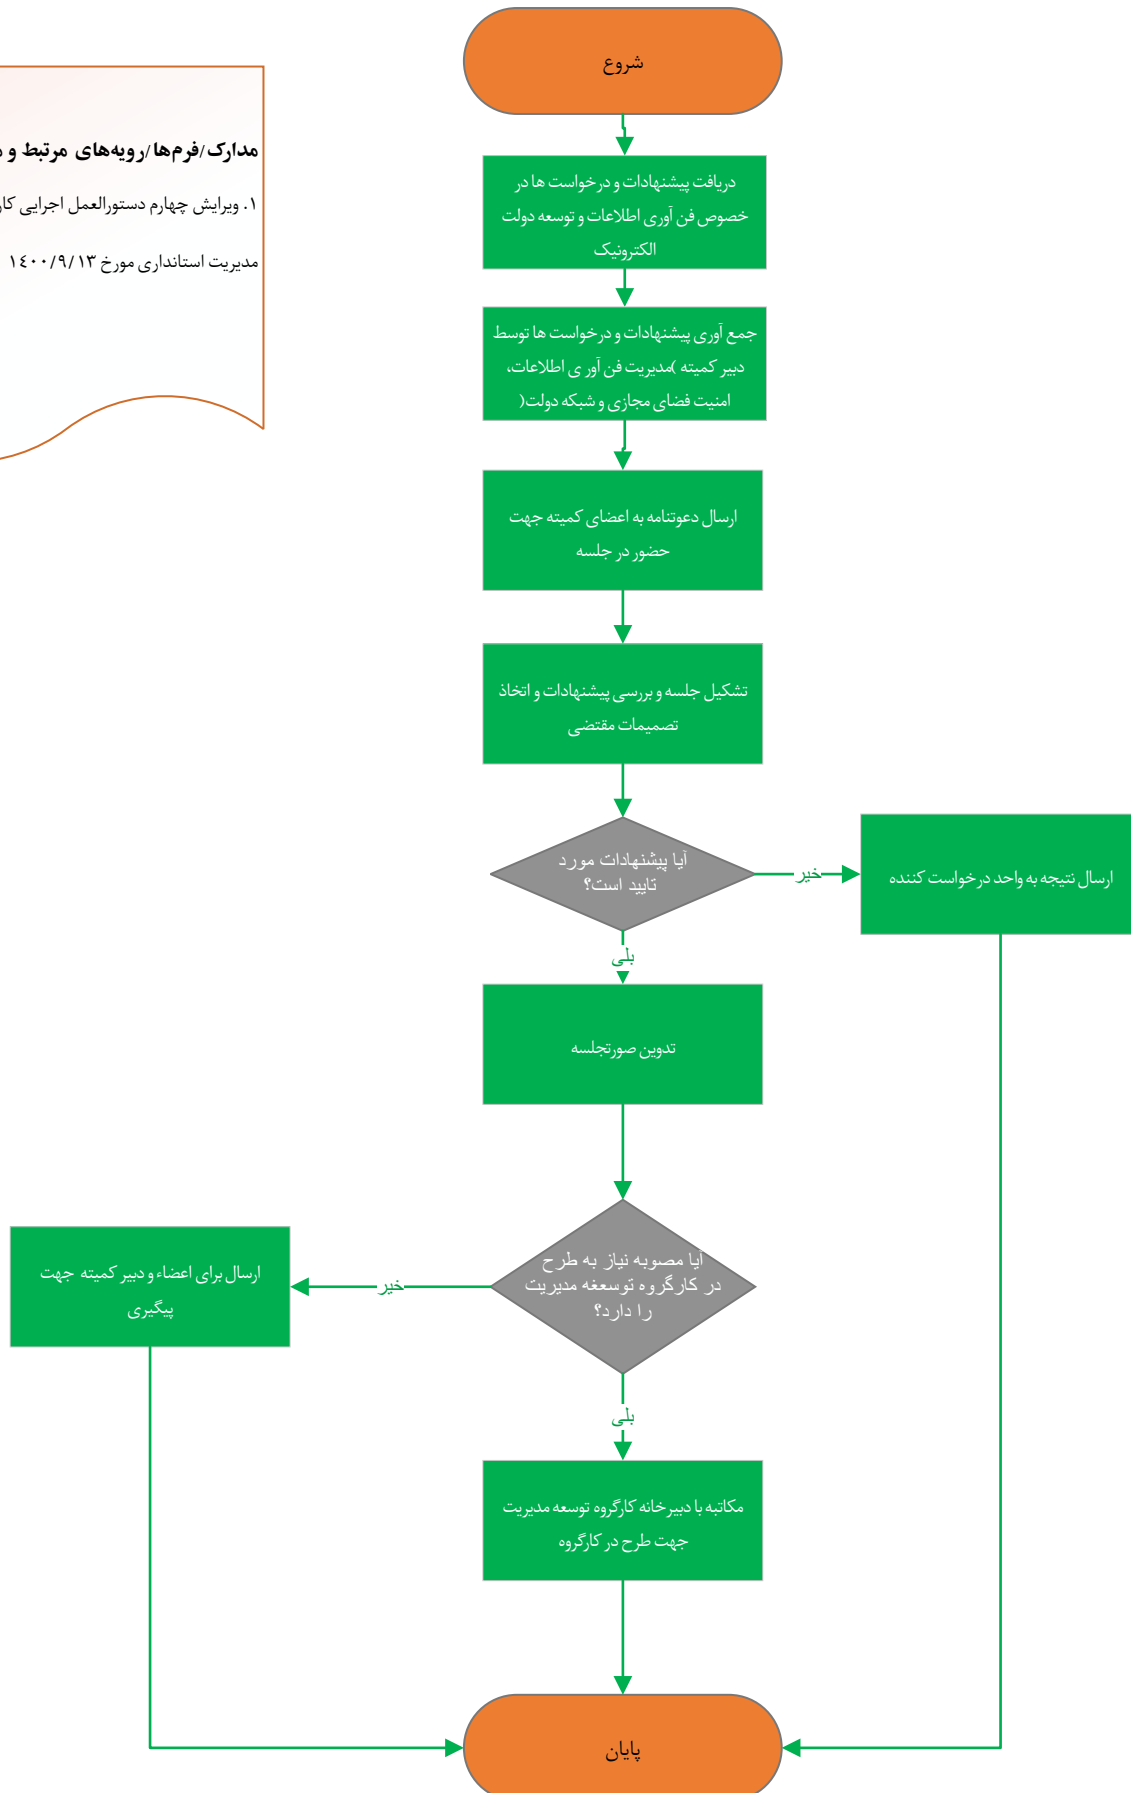 شروع
مدارک/فرم‌ها/رویه‌های مرتبط و
۱. ویرایش چهارم دستورالعمل اجرایی
مدیریت استانداری مورخ ۱۴۰۰/۹/۱۳
دریافت پیشنهادات و درخواست ها در
خصوص فن آوری اطلاعات و توسعه دولت
الکترونیک
جمع آوری پیشنهادات و درخواست ها توسط
دبیر کمیته )مدیریت فن آور ی اطلاعات،
امنیت فضای مجازی و شبکه دولت(
ارسال دعوتنامه به اعضای کمیته جهت
حضور در جلسه
تشکیل جلسه و بررسی پیشنهادات و اتخاذ
تصمیمات مقتضی
آیا پیشنهادات مورد
تایید است؟
خیر
ارسال نتیجه به واحد درخواست کننده
بلی
تدوین صورتجلسه
آیا مصوبه نیاز به طرح
در کارگروه توسعغه مدیریت
را دارد؟
خیر
ارسال برای اعضاء و دبیر کمیته جهت
پیگیری
بلی
مکاتبه با دبیرخانه کارگروه توسعه مدیریت
جهت طرح در کارگروه
پایان